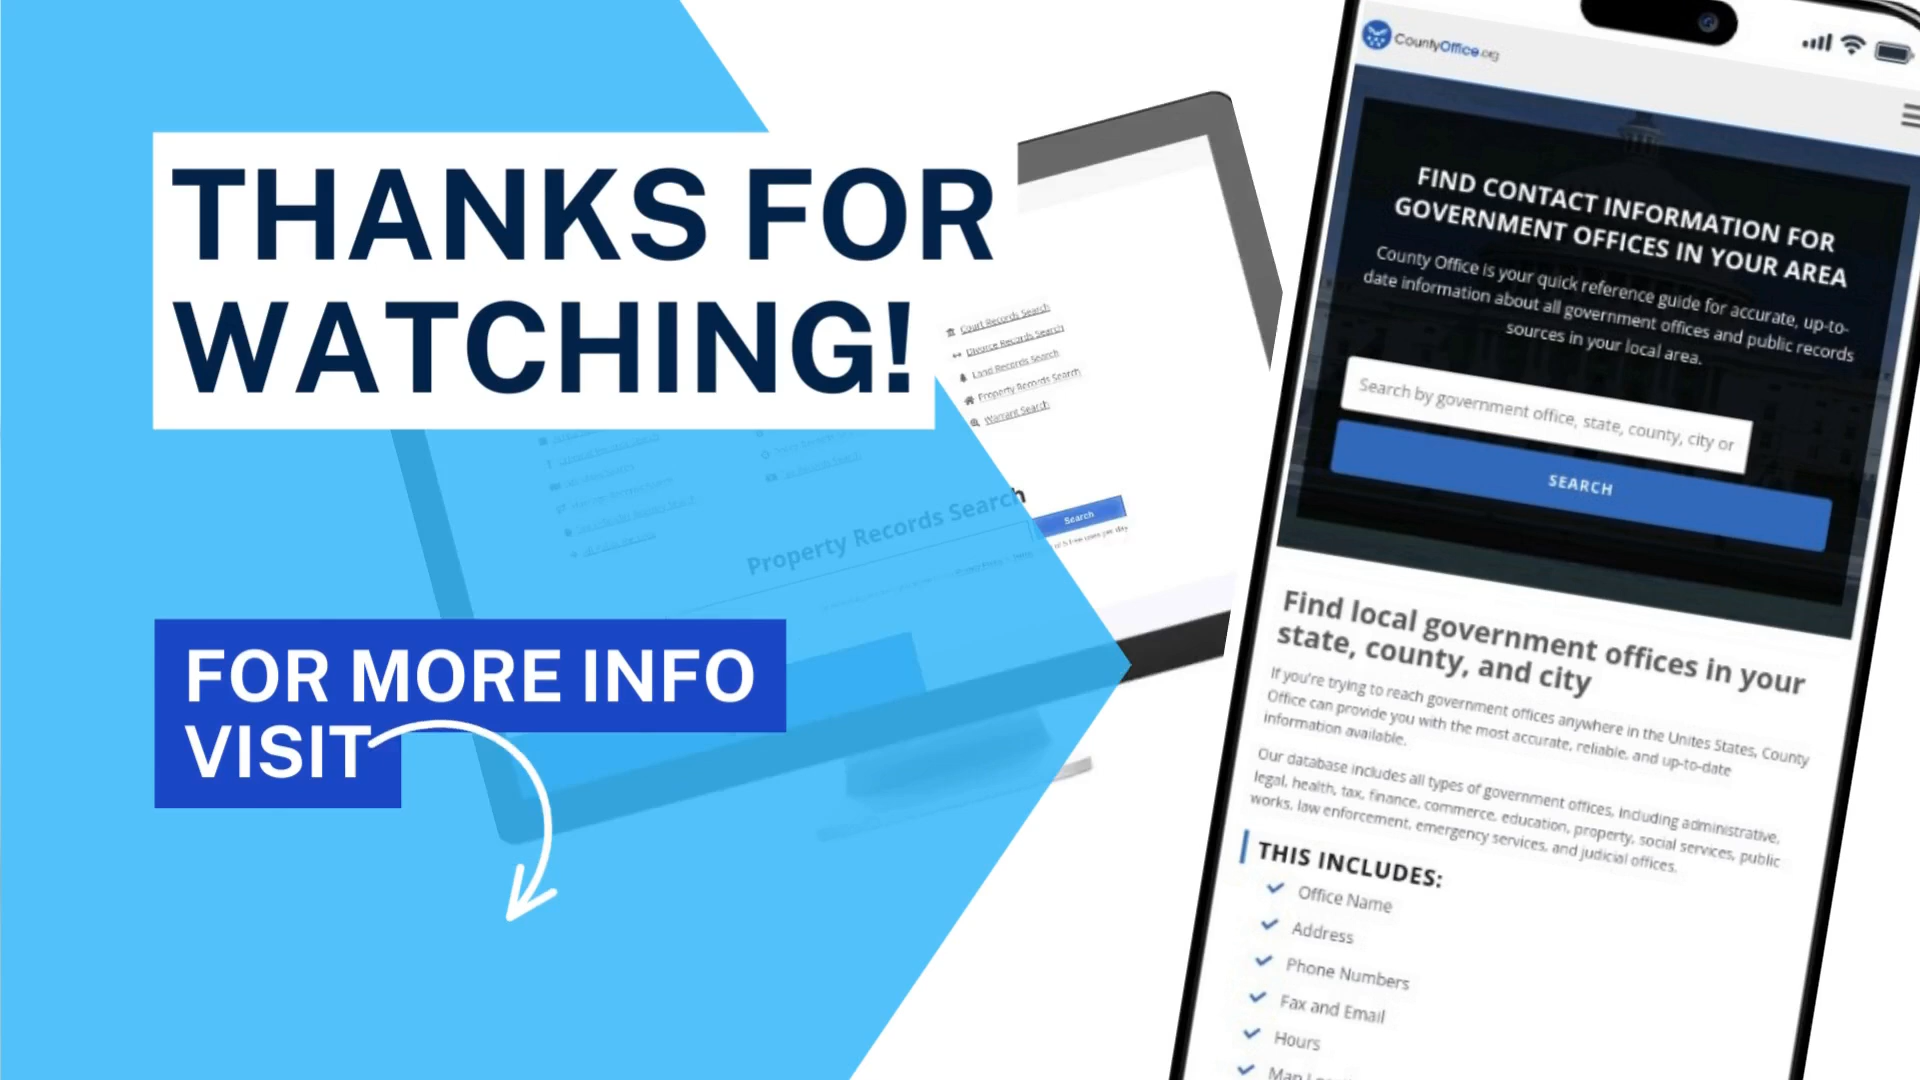 THANKS FOR
WATCHING!
FOR MORE INFO
VISIT
Court Records Search
Divorce Records Search
Land Records Search
Property Records Search
Warrant Search
Property Records Search
Search
CountyOffice.org
FIND CONTACT INFORMATION FOR
GOVERNMENT OFFICES IN YOUR AREA
County Office is your quick reference guide for accurate, up-to-
date information about all government offices and public records
sources in your local area.
Search by government office, state, county, city or
SEARCH
Find local government offices in your
state, county, and city
If you're trying to reach government offices anywhere in the Unites States, County
Office can provide you with the most accurate, reliable, and up-to-date
information available.
Our database includes all types of government offices, including administrative,
legal, health, tax, finance, commerce, education, property, social services, public
works, law enforcement, emergency services, and judicial offices.
THIS INCLUDES:
Office Name
Address
Phone Numbers
Fax and Email
Hours